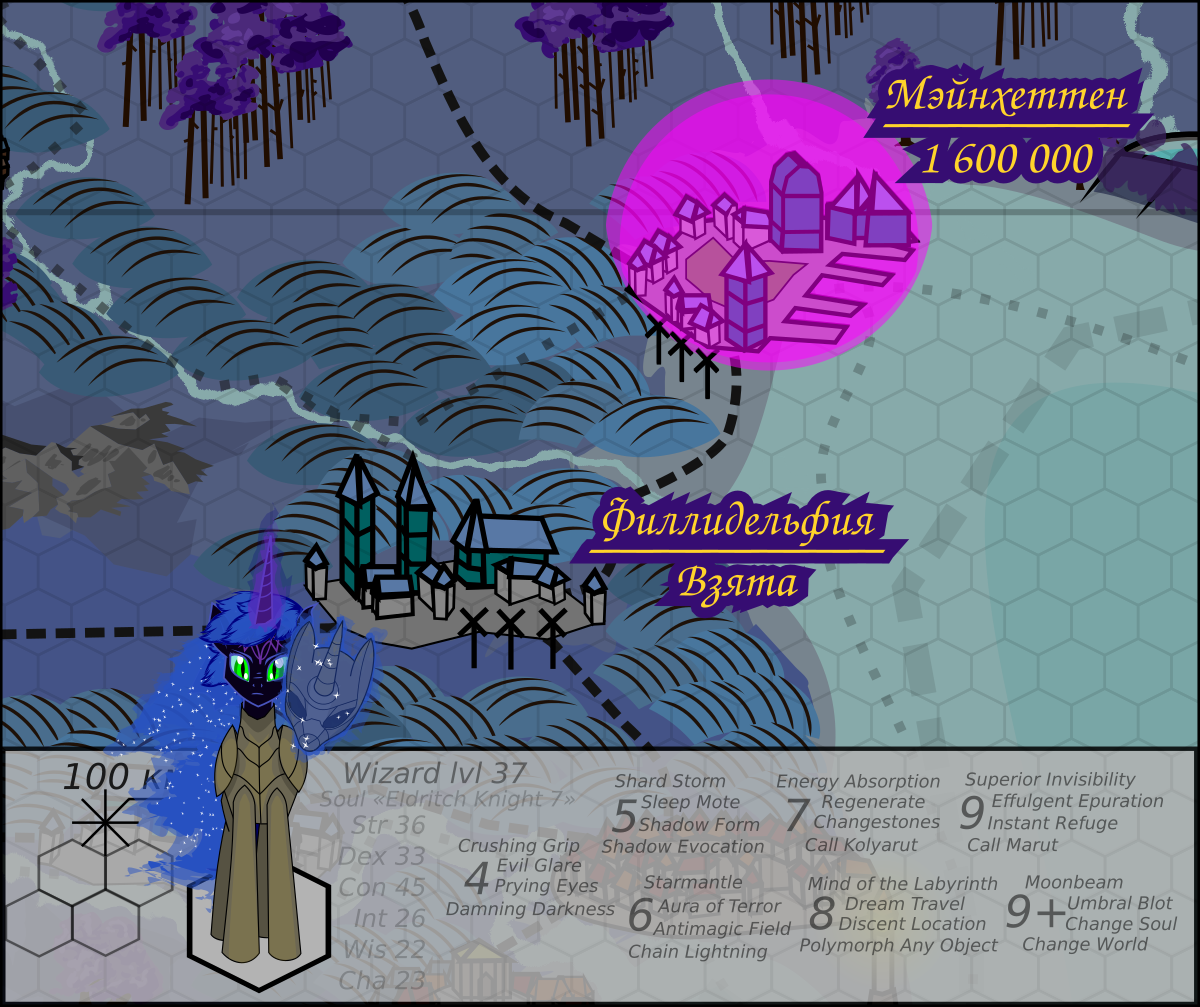 Мэйнхеттен
1 600 000
Филлидельфия
Взята
100 к
Wizard lvl 37
Soul «Eldritch Knight 7»
Str 36
Dex 33
Con 45
Int 26
Wis 22
Cha 23
Crushing Grip
Evil Glare
4 Prying Eyes
Damning Darkness
Shard Storm
Sleep Mote
5 Shadow Form
Shadow Evocation
Starmantle
6 Aura of Terror
Antimagic Field
Chain Lightning
Energy Absorption
Regenerate
7 Changestones
Call Kolyarut
Mind of the Labyrinth
8 Dream Travel
Discent Location
Polymorph Any Object
Superior Invisibility
9 Effulgent Epuration
Instant Refuge
Call Marut
Moonbeam
9+ Umbral Blot
Change Soul
Change World